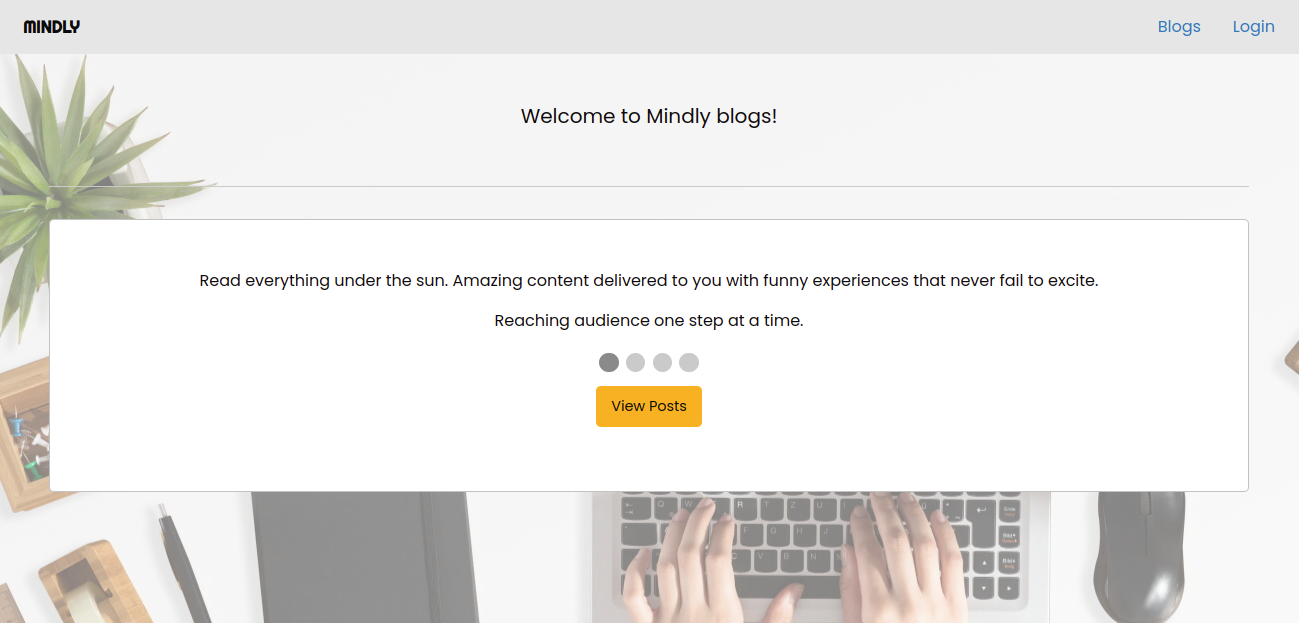 MINDLY
Blogs
Login
Welcome to Mindly blogs!
Read everything under the sun. Amazing content delivered to you with funny experiences that never fail to excite.
Reaching audience one step at a time.
View Posts